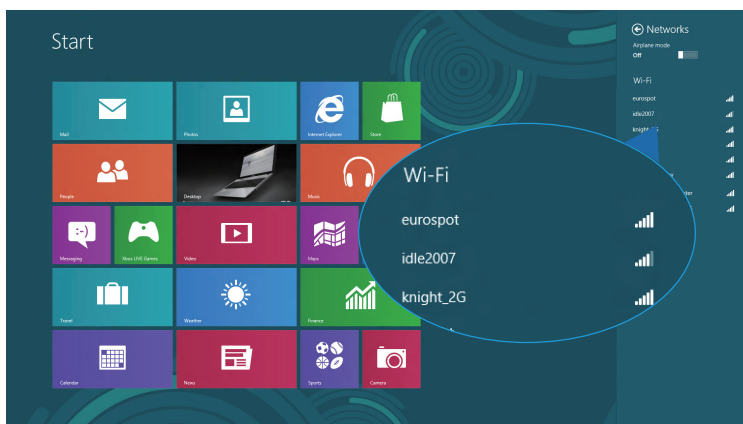 Start
Mail
Photos
Internet Explorer
Store
People
Desktop
Music
:-)
Messaging
Xbox LIVE Games
Video
Maps
Travel
Weather
Finance
Calendar
News
Sports
Camera
Networks
Airplane mode
Off
Wi-Fi
eurospot
idle2007
Wi-Fi
eurospot
idle2007
knight_2G